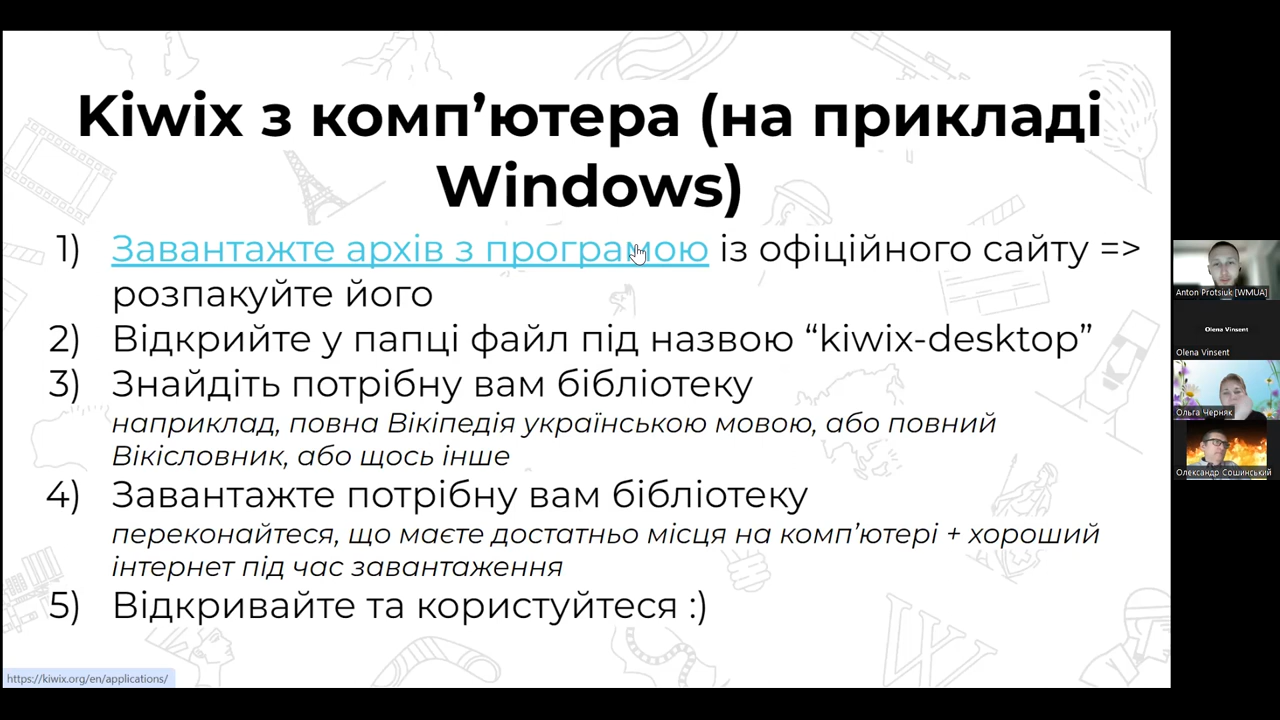 Kiwix з комп’ютера (на прикладі
Windows)
1) Завантажте архів з програмою із офіційного сайту =>
розпакуйте його
2) Відкрийте у папці файл під назвою “kiwix-desktop”
3) Знайдіть потрібну вам бібліотеку
наприклад, повна Вікіпедія українською мовою, або повний
Вікісловник, або щось інше
4) Завантажте потрібну вам бібліотеку
переконайтеся, що маєте достатньо місця на комп’ютері + хороший
інтернет під час завантаження
5) Відкривайте та користуйтеся :)
https://kiwix.org/en/applications/
Anton Protsiuk [WMUA]
Olena Vinsent
Olena Vinsent
Ольга Черняк
Олександр Сошинський